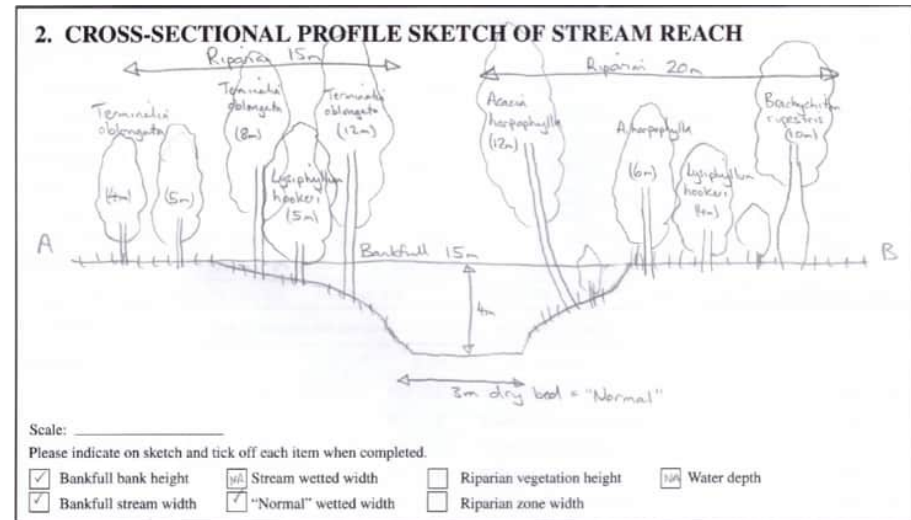 2. CROSS-SECTIONAL PROFILE SKETCH OF STREAM REACH
Riparian 15m
Riparian 20m
Terminalia
oblongata
(4m)
(5m)
Terminalia
oblongata
(8m)
Lysiphyllum
hookeri
(5m)
Terminalia
oblongata
(12m)
Acacia
harpophylla
(12m)
A. harpophylla
(6m)
Lysiphyllum
hookeri
(4m)
Brachychiton
rupestris
(10m)
A
Bankfull 15m
B
4m
3m dry bed = "Normal"
Scale:
Please indicate on sketch and tick off each item when completed.
✓ Bankfull bank height NA Stream wetted width Riparian vegetation height NA Water depth
✓ Bankfull stream width ✓ "Normal" wetted width Riparian zone width